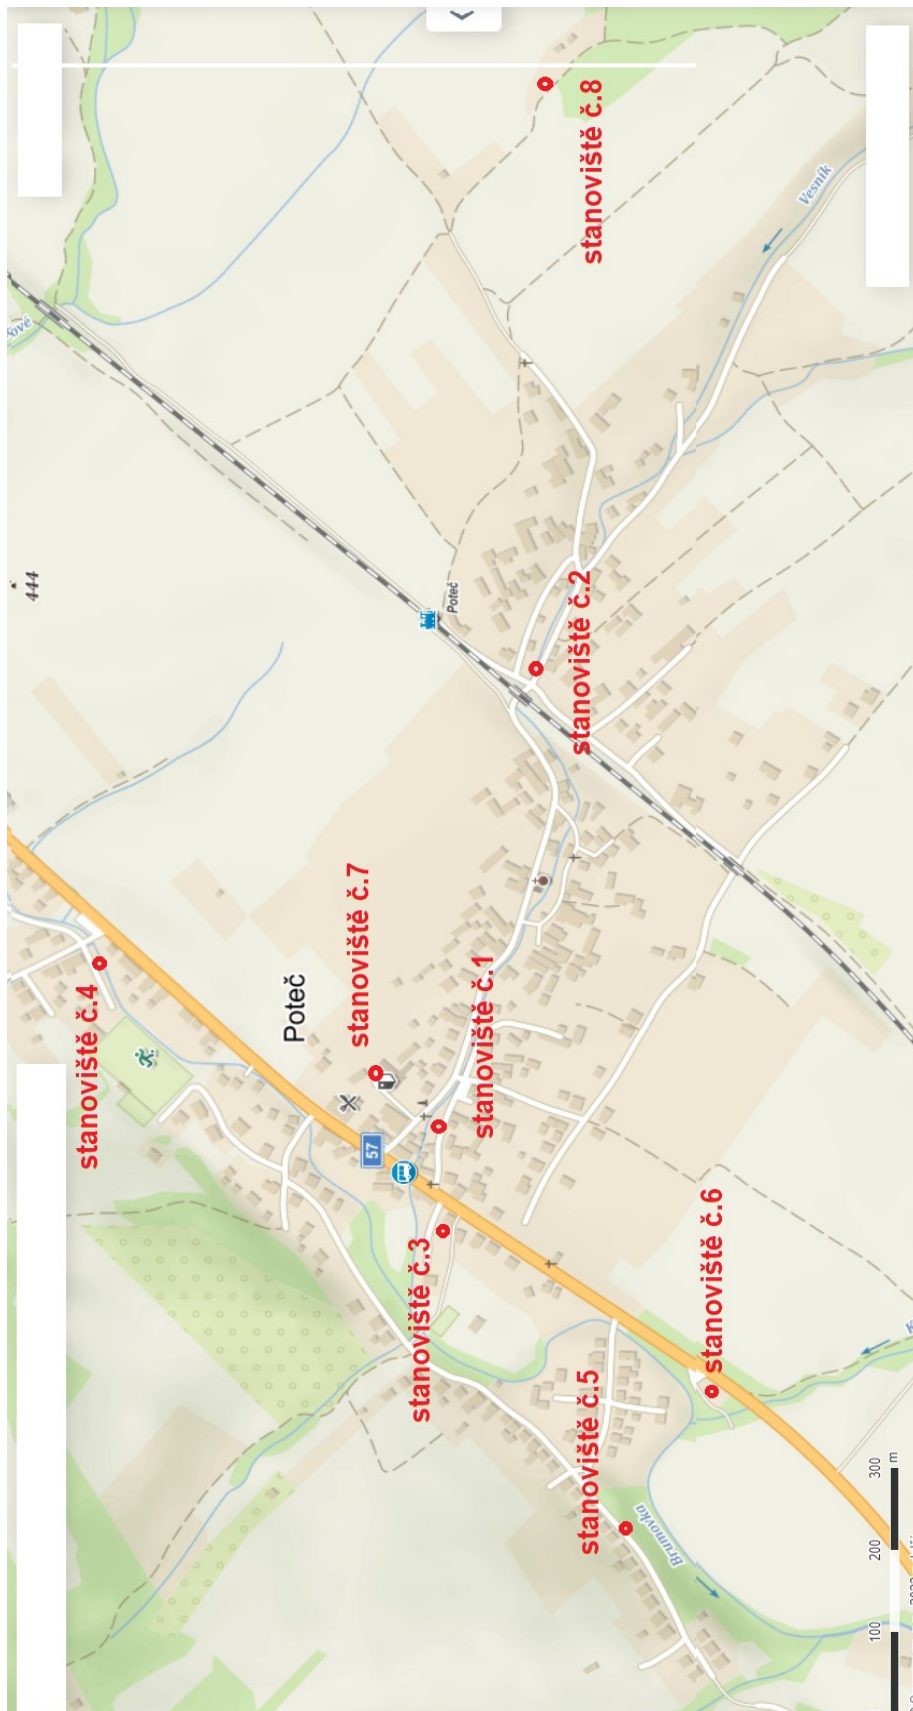 stanoviště č.8
Vesník
444
Poteč
stanoviště č.2
stanoviště č.7
Poteč
stanoviště č.4
stanoviště č.1
57
stanoviště č.3
stanoviště č.6
stanoviště č.5
Brumovka
100 200 300 m